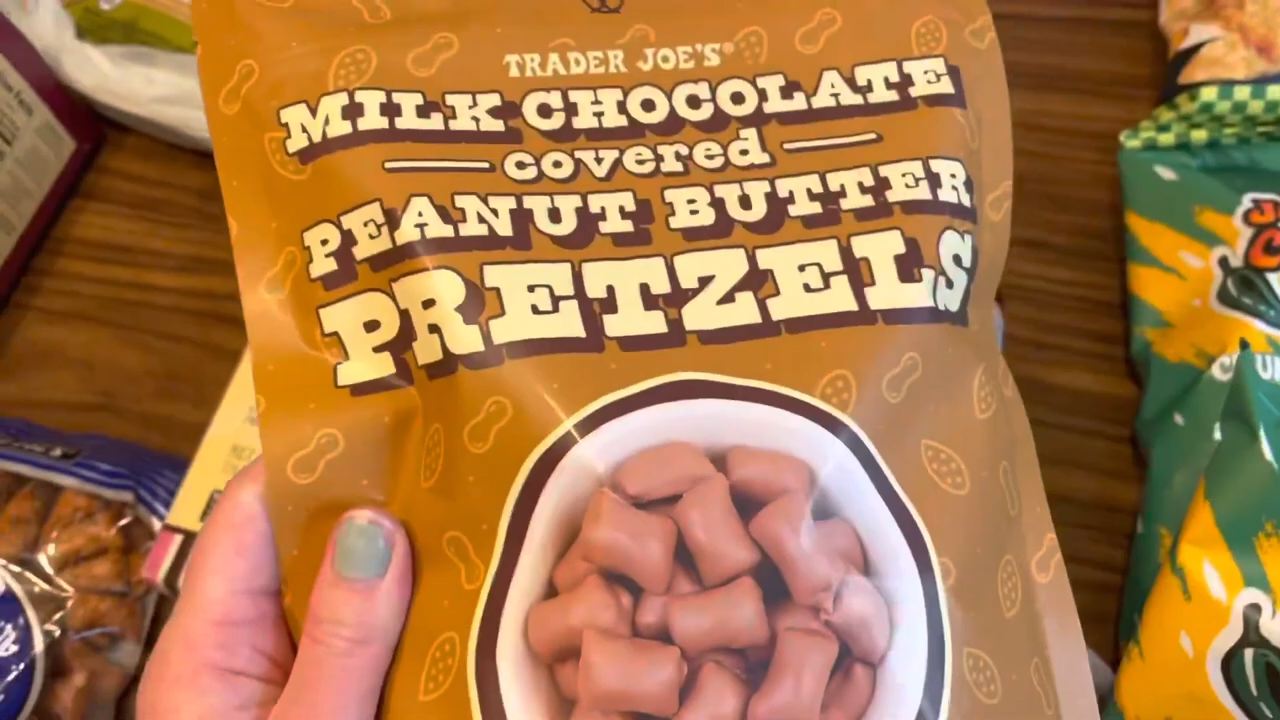 TRADER JOE'S®
MILK CHOCOLATE
covered
PEANUT BUTTER
PRETZELS